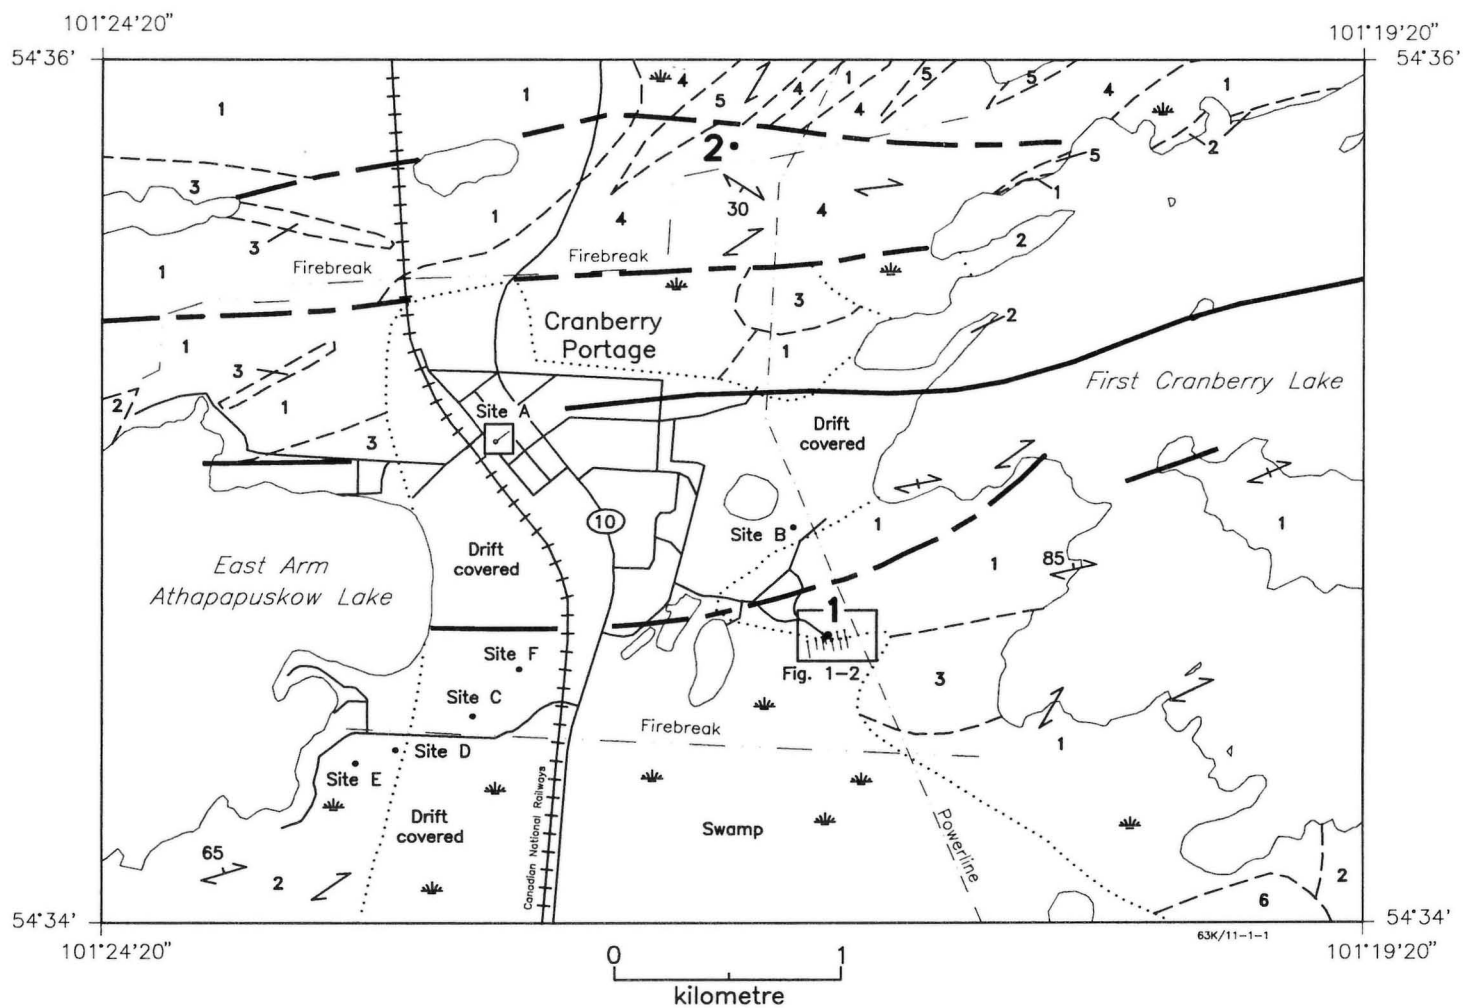 101°24'20"
101°19'20"
54°36'
54°36'
4
1
5
5
4
1
1
1
4
5
4
2
2
5
3
1
30
4
1
4
3
2
Firebreak
Firebreak
1
3
Cranberry
Portage
2
1
1
3
First Cranberry Lake
2
1
Site A
Drift
covered
3
10
Site B
1
1
Drift
covered
East Arm
Athapapuskow Lake
1
85
1
Site F
Fig. 1-2
3
Site C
Firebreak
1
Site D
Site E
Canadian National Railways
Drift
covered
Swamp
Powerline
65
2
2
6
54°34'
54°34'
63K/11-1-1
101°24'20"
101°19'20"
0
1
kilometre